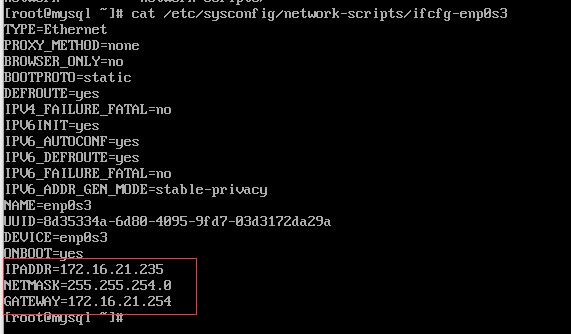 [root@mysql ~]# cat /etc/sysconfig/network-scripts/ifcfg-enp0s3
TYPE=Ethernet
PROXY_METHOD=none
BROWSER_ONLY=no
BOOTPROTO=static
DEFROUTE=yes
IPV4_FAILURE_FATAL=no
IPV6INIT=yes
IPV6_AUTOCONF=yes
IPV6_DEFROUTE=yes
IPV6_FAILURE_FATAL=no
IPV6_ADDR_GEN_MODE=stable-privacy
NAME=enp0s3
UUID=8d35334a-6d80-4095-9fd7-03d3172da29a
DEVICE=enp0s3
ONBOOT=yes
IPADDR=172.16.21.235
NETMASK=255.255.254.0
GATEWAY=172.16.21.254
[root@mysql ~]#